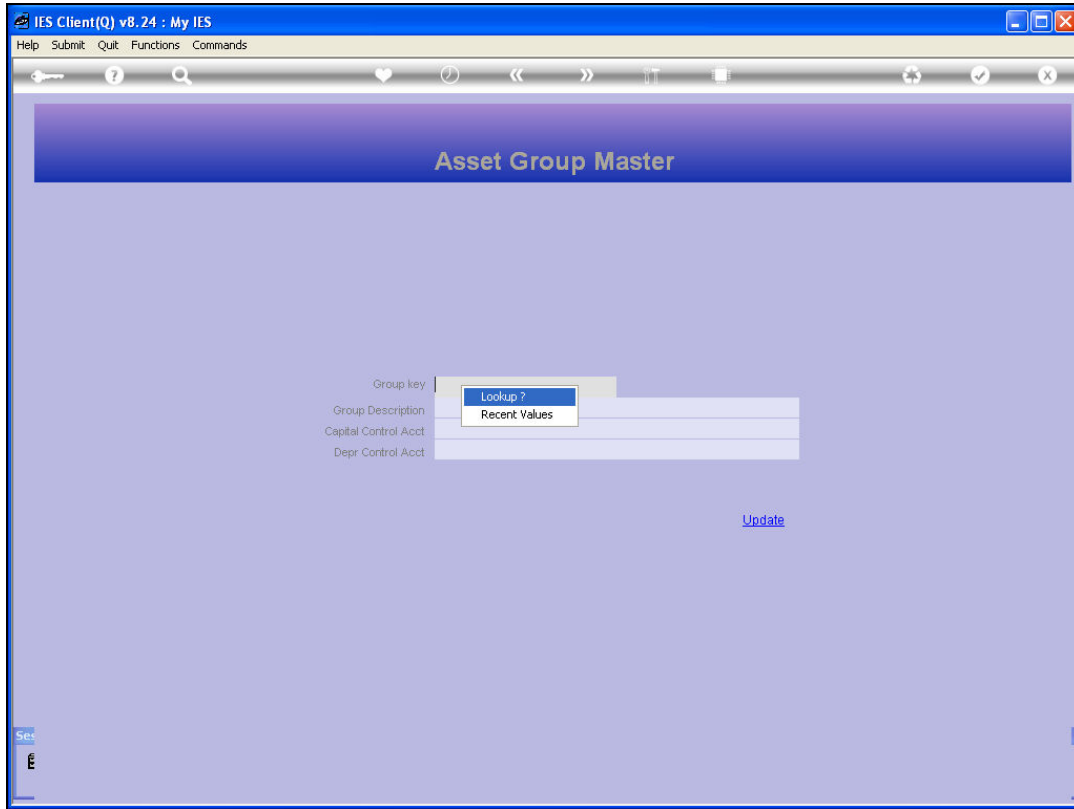 IES Client(Q) v8.24 : My IES
Help Submit Quit Functions Commands
Asset Group Master
Group key
Lookup ?
Recent Values
Group Description
Capital Control Acct
Depr Control Acct
Update
Ses